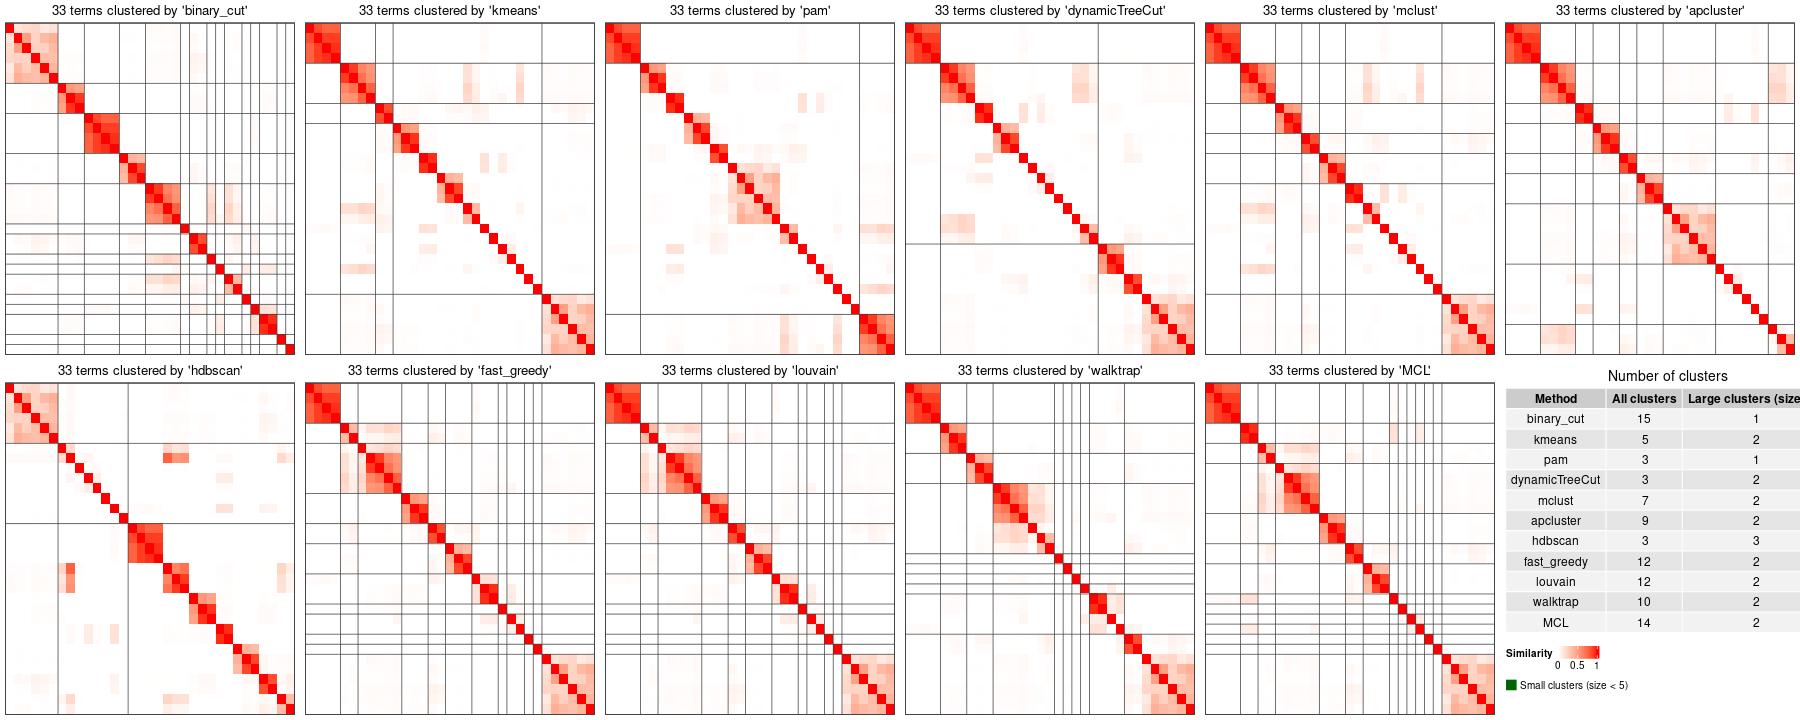 33 terms clustered by 'binary_cut'
33 terms clustered by 'kmeans'
33 terms clustered by 'pam'
33 terms clustered by 'dynamicTreeCut'
33 terms clustered by 'mclust'
33 terms clustered by 'apcluster'
33 terms clustered by 'hdbscan'
33 terms clustered by 'fast_greedy'
33 terms clustered by 'louvain'
33 terms clustered by 'walktrap'
33 terms clustered by 'MCL'
Number of clusters
Method All clusters Large clusters (size
binary_cut 15 1
kmeans 5 2
pam 3 1
dynamicTreeCut 3 2
mclust 7 2
apcluster 9 2
hdbscan 3 3
fast_greedy 12 2
louvain 12 2
walktrap 10 2
MCL 14 2
Similarity
0 0.5 1
Small clusters (size < 5)